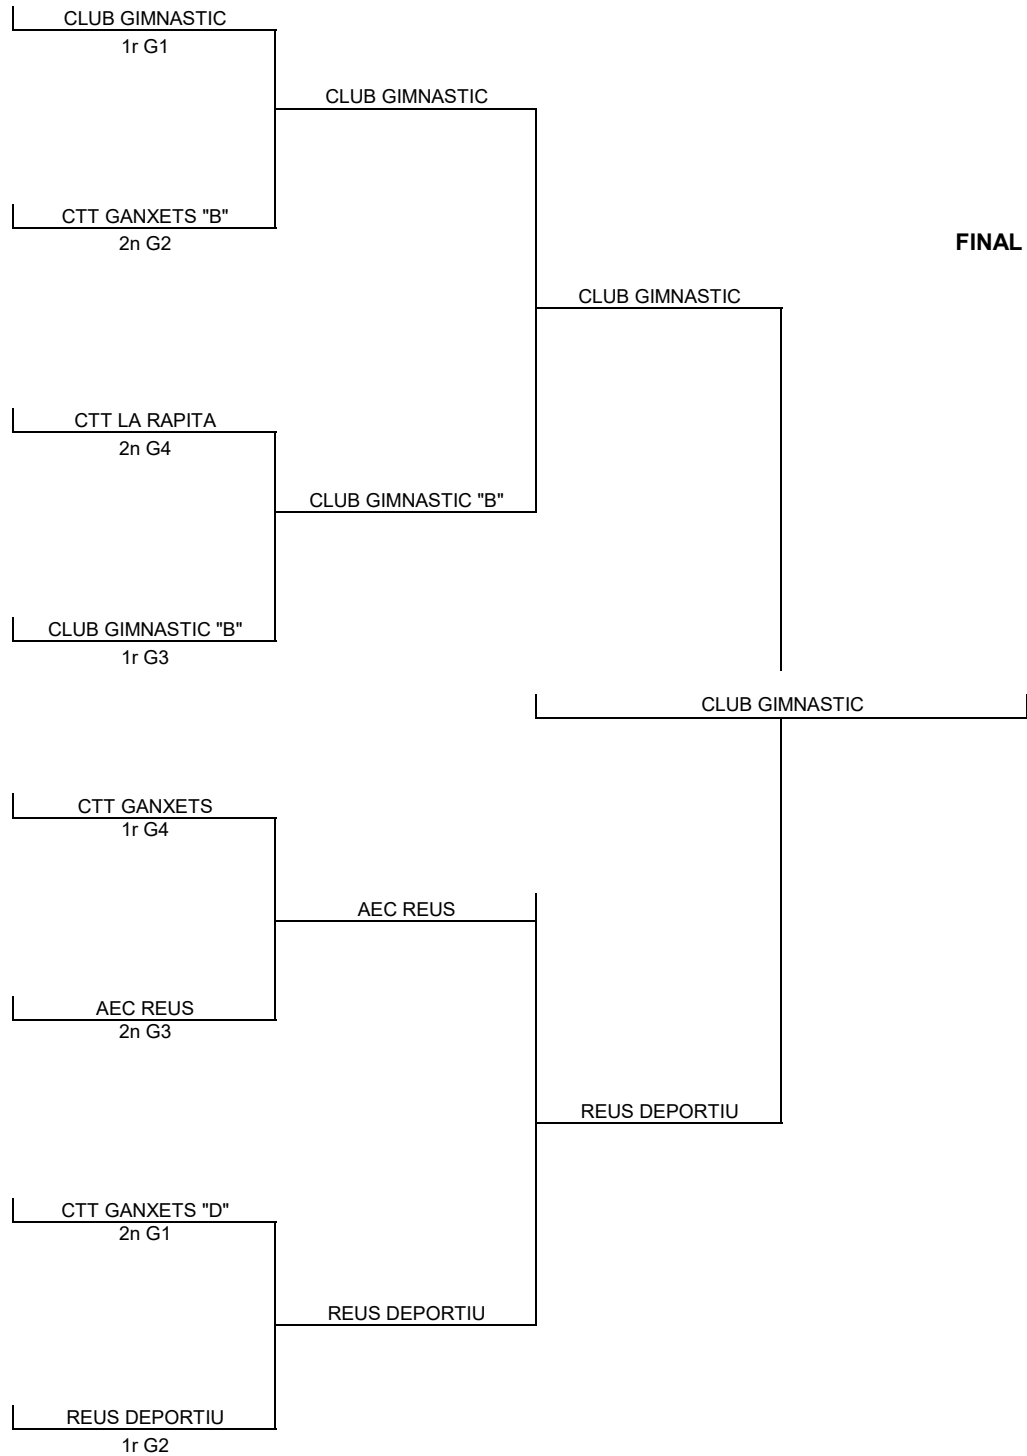 CLUB GIMNASTIC
1r G1
CLUB GIMNASTIC
CTT GANXETS "B"
2n G2
FINAL
CLUB GIMNASTIC
CTT LA RAPITA
2n G4
CLUB GIMNASTIC "B"
CLUB GIMNASTIC "B"
1r G3
CLUB GIMNASTIC
CTT GANXETS
1r G4
AEC REUS
AEC REUS
2n G3
REUS DEPORTIU
CTT GANXETS "D"
2n G1
REUS DEPORTIU
REUS DEPORTIU
1r G2